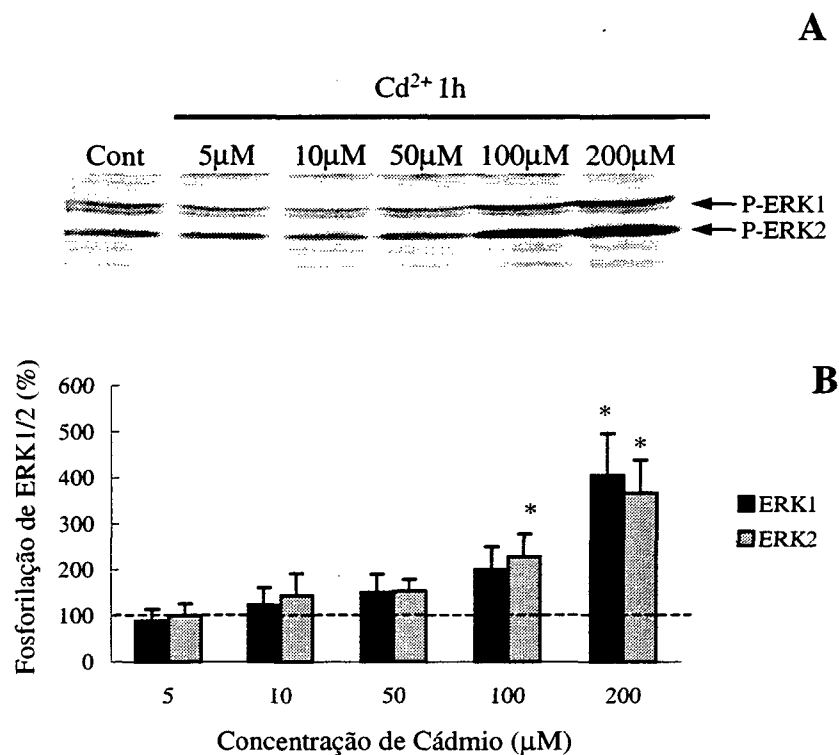 A
Cd²⁺ 1h
Cont 5µM 10µM 50µM 100µM 200µM
P-ERK1
P-ERK2
B
Fosforilação de ERK1/2 (%)
600
500
400
300
200
100
0
* * *
ERK1
ERK2
5 10 50 100 200
Concentração de Cádmio (µM)